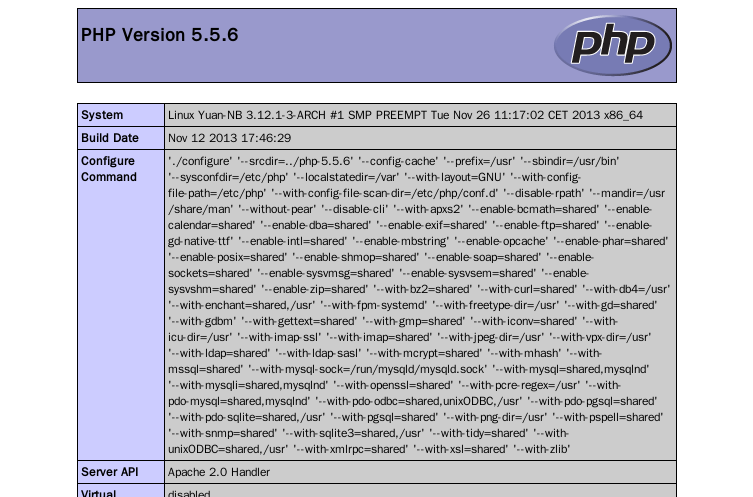 PHP Version 5.5.6
php
System Linux Yuan-NB 3.12.1-3-ARCH #1 SMP PREEMPT Tue Nov 26 11:17:02 CET 2013 x86_64
Build Date Nov 12 2013 17:46:29
Configure Command './configure' '--srcdir=../php-5.5.6' '--config-cache' '--prefix=/usr' '--sbindir=/usr/bin'
'--sysconfdir=/etc/php' '--localstatedir=/var' '--with-layout=GNU' '--with-config-
file-path=/etc/php' '--with-config-file-scan-dir=/etc/php/conf.d' '--disable-rpath' '--mandir=/usr
/share/man' '--without-pear' '--disable-cli' '--with-apxs2' '--enable-bcmath=shared' '--enable-
calendar=shared' '--enable-dba=shared' '--enable-exif=shared' '--enable-ftp=shared' '--enable-
gd-native-ttf' '--enable-intl=shared' '--enable-mbstring' '--enable-opcache' '--enable-phar=shared'
'--enable-posix=shared' '--enable-shmop=shared' '--enable-soap=shared' '--enable-
sockets=shared' '--enable-sysvmsg=shared' '--enable-sysvsem=shared' '--enable-
sysvshm=shared' '--enable-zip=shared' '--with-bz2=shared' '--with-curl=shared' '--with-db4=/usr'
'--with-enchant=shared,/usr' '--with-fpm-systemd' '--with-freetype-dir=/usr' '--with-gd=shared'
'--with-gdbm' '--with-gettext=shared' '--with-gmp=shared' '--with-iconv=shared' '--with-
icu-dir=/usr' '--with-imap-ssl' '--with-imap=shared' '--with-jpeg-dir=/usr' '--with-vpx-dir=/usr'
'--with-ldap=shared' '--with-ldap-sasl' '--with-mcrypt=shared' '--with-mhash' '--with-
mssql=shared' '--with-mysql-sock=/run/mysqld/mysqld.sock' '--with-mysql=shared,mysqlnd'
'--with-mysqli=shared,mysqlnd' '--with-openssl=shared' '--with-pcre-regex=/usr' '--with-
pdo-mysql=shared,mysqlnd' '--with-pdo-odbc=shared,unixODBC,/usr' '--with-pdo-pgsql=shared'
'--with-pdo-sqlite=shared,/usr' '--with-pgsql=shared' '--with-png-dir=/usr' '--with-pspell=shared'
'--with-snmp=shared' '--with-sqlite3=shared,/usr' '--with-tidy=shared' '--with-
unixODBC=shared,/usr' '--with-xmlrpc=shared' '--with-xsl=shared' '--with-zlib'
Server API Apache 2.0 Handler
Virtual disabled